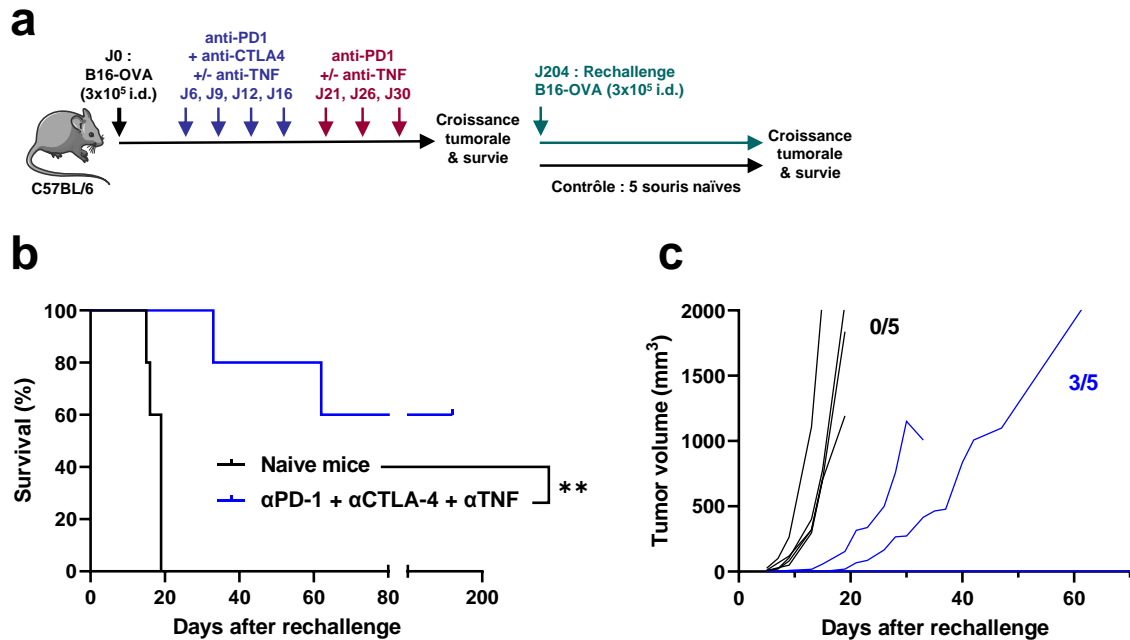 a
J0 :
B16-OVA
(3x10⁵ i.d.)
anti-PD1
+ anti-CTLA4
+/- anti-TNF
J6, J9, J12, J16
anti-PD1
+/- anti-TNF
J21, J26, J30
J204 : Rechallenge
B16-OVA (3x10⁵ i.d.)
Croissance
tumorale
& survie
Croissance
tumorale
& survie
Contrôle : 5 souris naïves
C57BL/6
b
Survival (%)
100
80
60
40
20
0
Naive mice
αPD-1 + αCTLA-4 + αTNF
**
0 20 40 60 80 200
Days after rechallenge
c
Tumor volume (mm³)
2000
1500
1000
500
0
0/5
3/5
0 20 40 60
Days after rechallenge